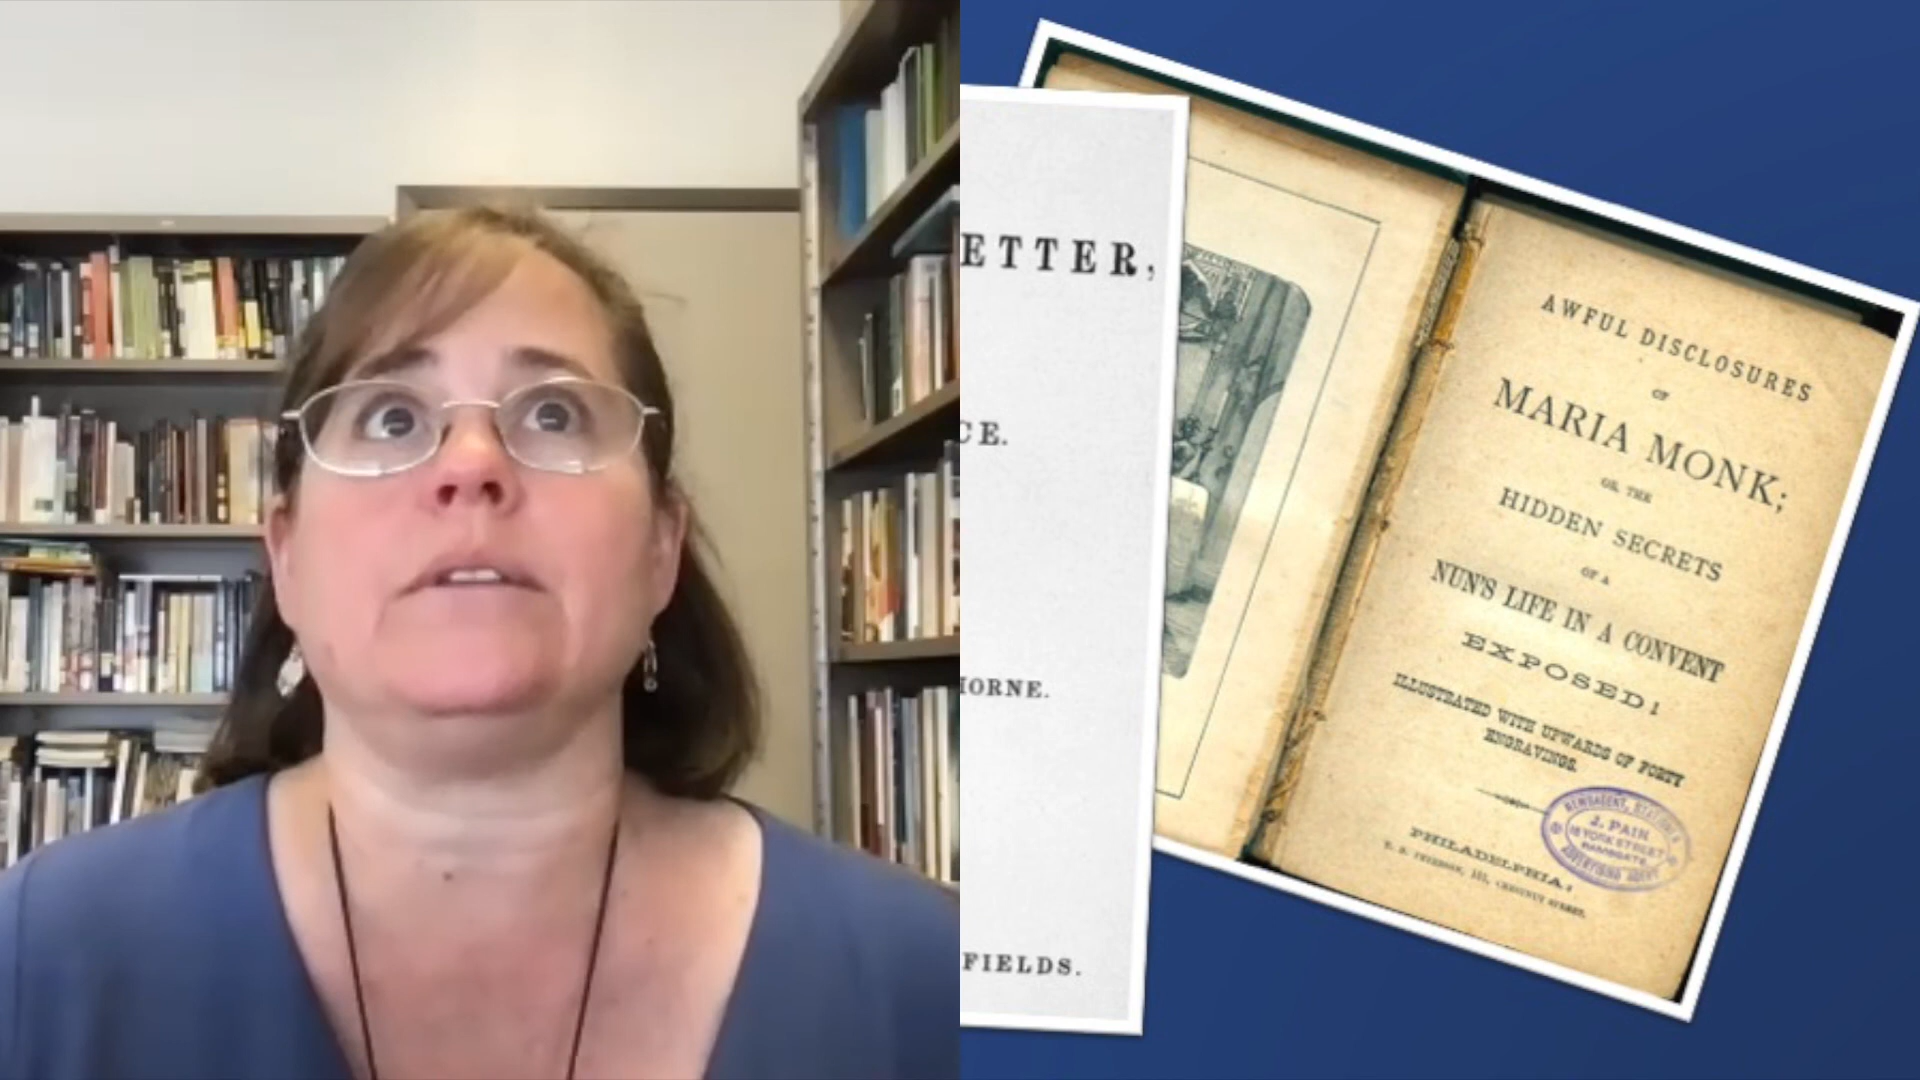 ETTER,
CE.
HORNE.
FIELDS.
AWFUL DISCLOSURES
OF
MARIA MONK;
OR, THE
HIDDEN SECRETS
OF A
NUN'S LIFE IN A CONVENT
EXPOSED!
ILLUSTRATED WITH UPWARDS OF FORTY
ENGRAVINGS.
J. PAIN
YORK STREET
RAMSGATE
PHILADELPHIA;